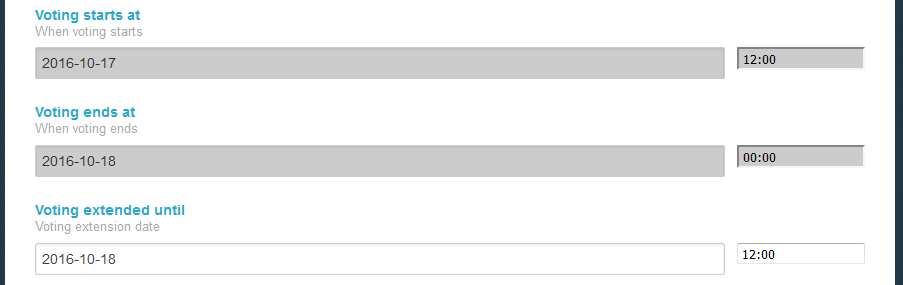 Voting starts at
When voting starts
2016-10-17 12:00
Voting ends at
When voting ends
2016-10-18 00:00
Voting extended until
Voting extension date
2016-10-18 12:00